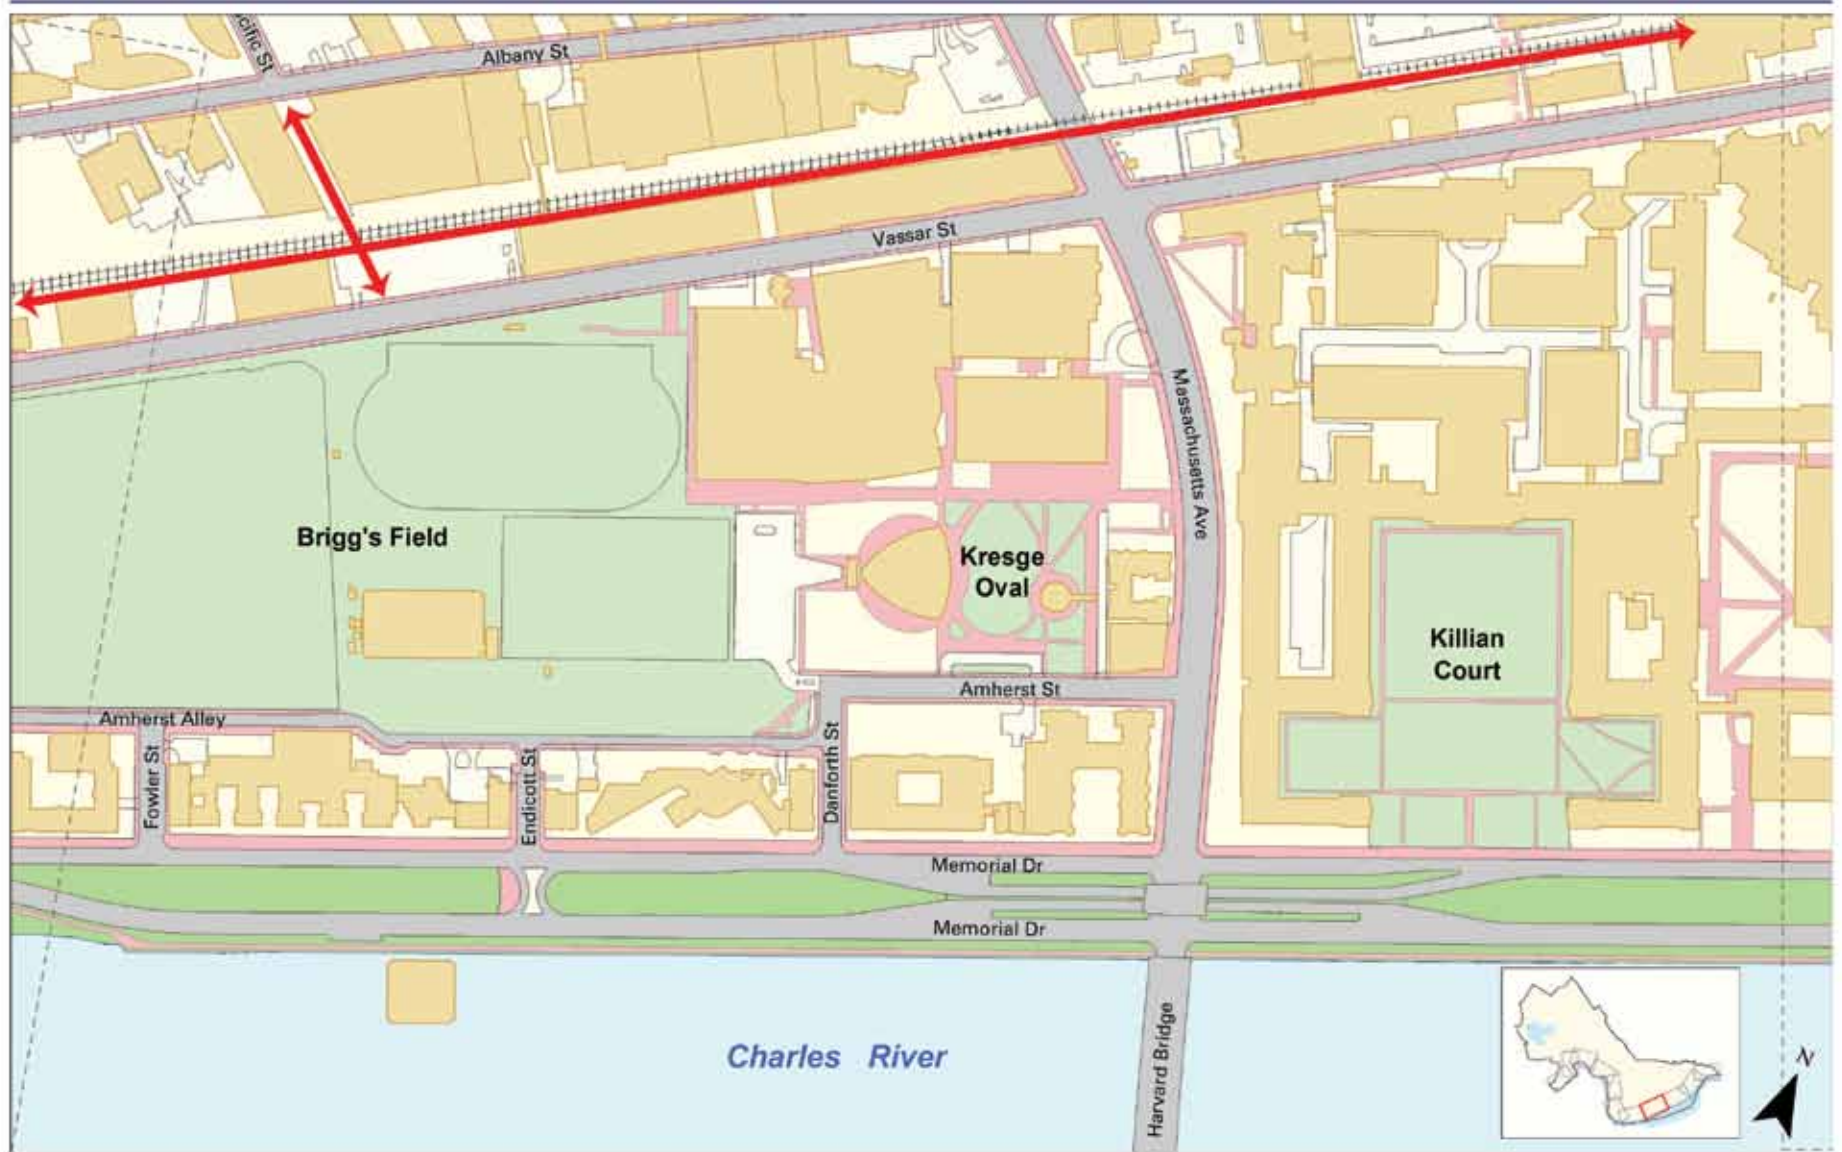 Albany St
Vassar St
Massachusetts Ave
Brigg's Field
Kresge
Oval
Killian
Court
Amherst St
Amherst Alley
Fowler St
Endicott St
Danforth St
Memorial Dr
Memorial Dr
Charles River
Harvard Bridge
N